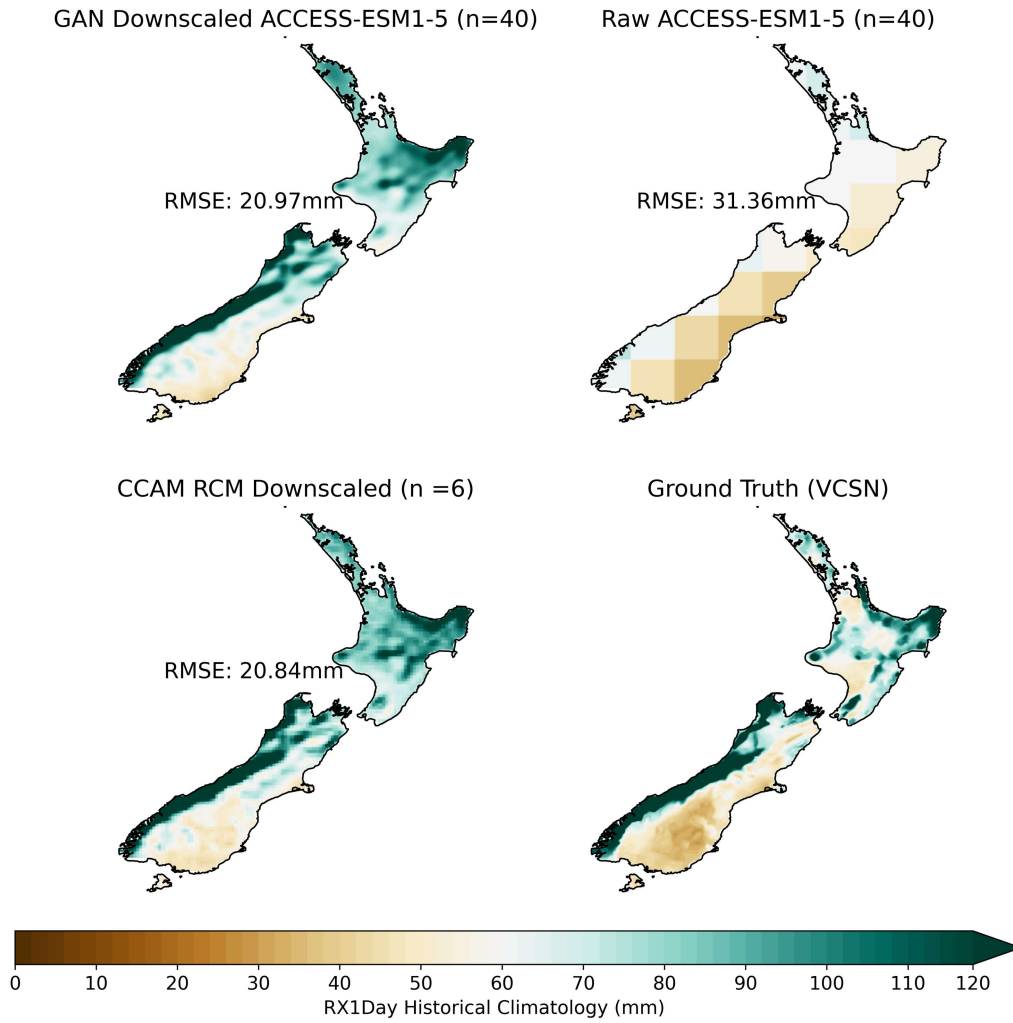 GAN Downscaled ACCESS-ESM1-5 (n=40)
Raw ACCESS-ESM1-5 (n=40)
RMSE: 20.97mm
RMSE: 31.36mm
CCAM RCM Downscaled (n =6)
Ground Truth (VCSN)
RMSE: 20.84mm
0 10 20 30 40 50 60 70 80 90 100 110 120
RX1Day Historical Climatology (mm)